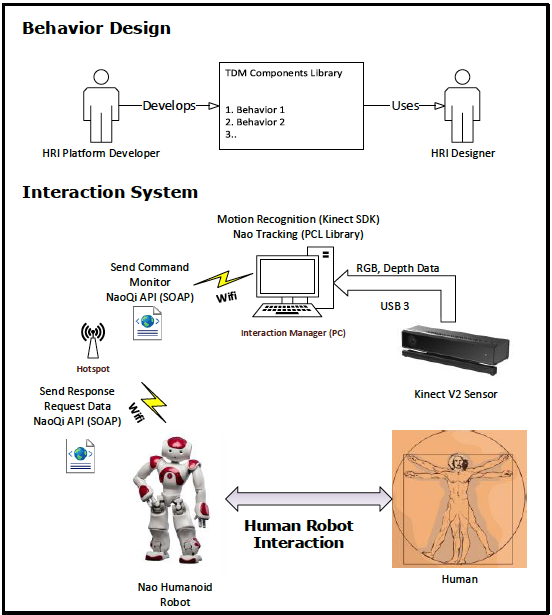 Behavior Design
TDM Components Library
1. Behavior 1
2. Behavior 2
3..
Develops
Uses
HRI Platform Developer
HRI Designer
Interaction System
Motion Recognition (Kinect SDK)
Nao Tracking (PCL Library)
Send Command
Monitor
NaoQi API (SOAP)
Wifi
RGB, Depth Data
USB 3
Interaction Manager (PC)
Hotspot
Kinect V2 Sensor
Send Response
Request Data
NaoQi API (SOAP)
Wifi
Human Robot
Interaction
Nao Humanoid
Robot
Human